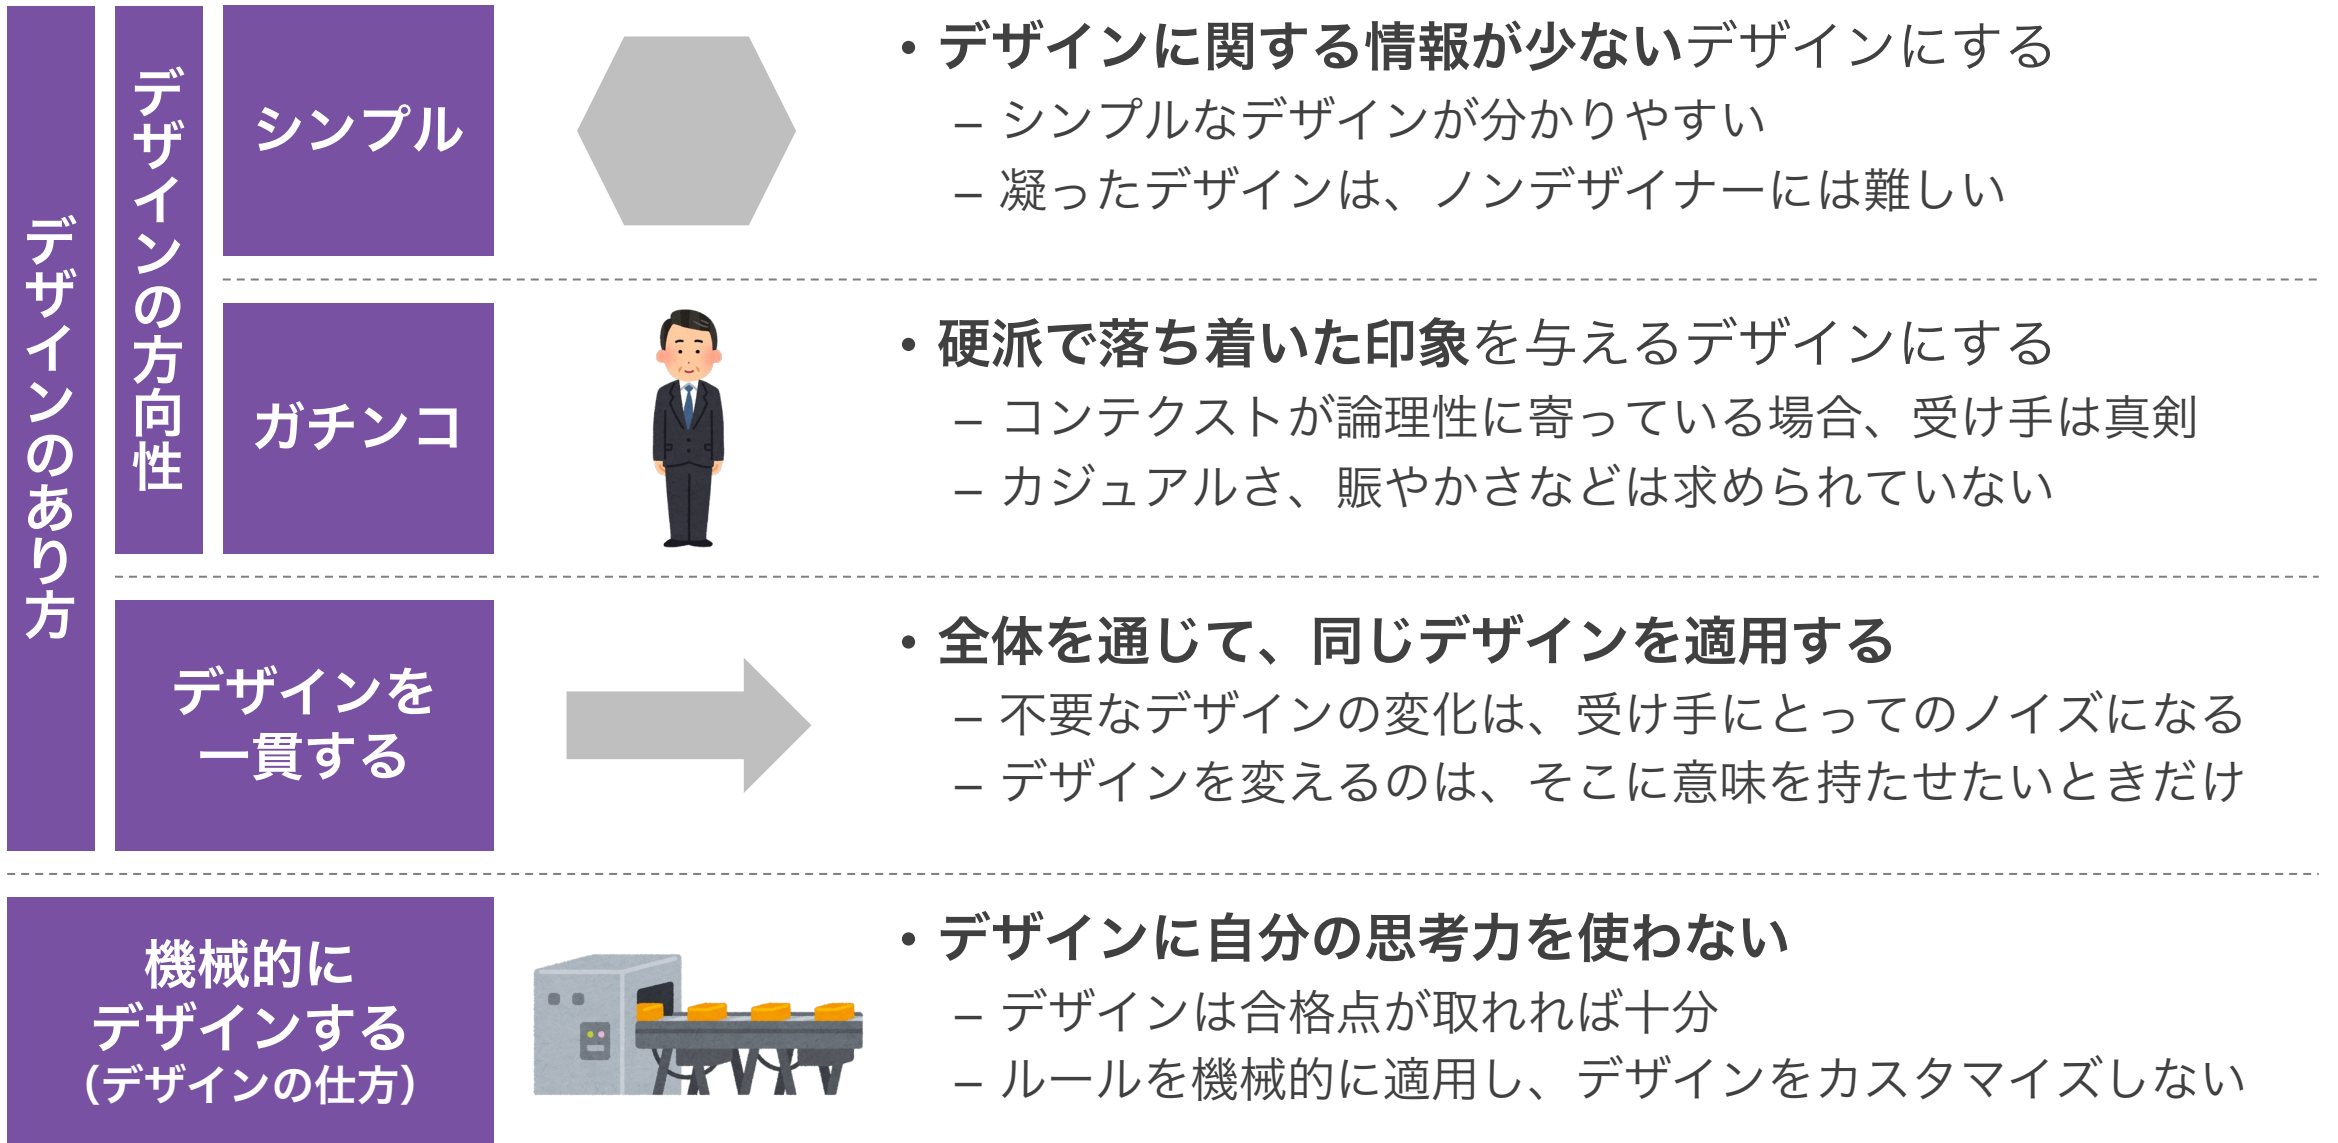 デザインのあり方
デザインの方向性
シンプル
• デザインに関する情報が少ないデザインにする
– シンプルなデザインが分かりやすい
– 凝ったデザインは、ノンデザイナーには難しい
ガチンコ
• 硬派で落ち着いた印象を与えるデザインにする
– コンテクストが論理性に寄っている場合、受け手は真剣
– カジュアルさ、賑やかさなどは求められていない
デザインを
一貫する
• 全体を通じて、同じデザインを適用する
– 不要なデザインの変化は、受け手にとってのノイズになる
– デザインを変えるのは、そこに意味を持たせたいときだけ
機械的に
デザインする
（デザインの仕方）
• デザインに自分の思考力を使わない
– デザインは合格点が取れれば十分
– ルールを機械的に適用し、デザインをカスタマイズしない